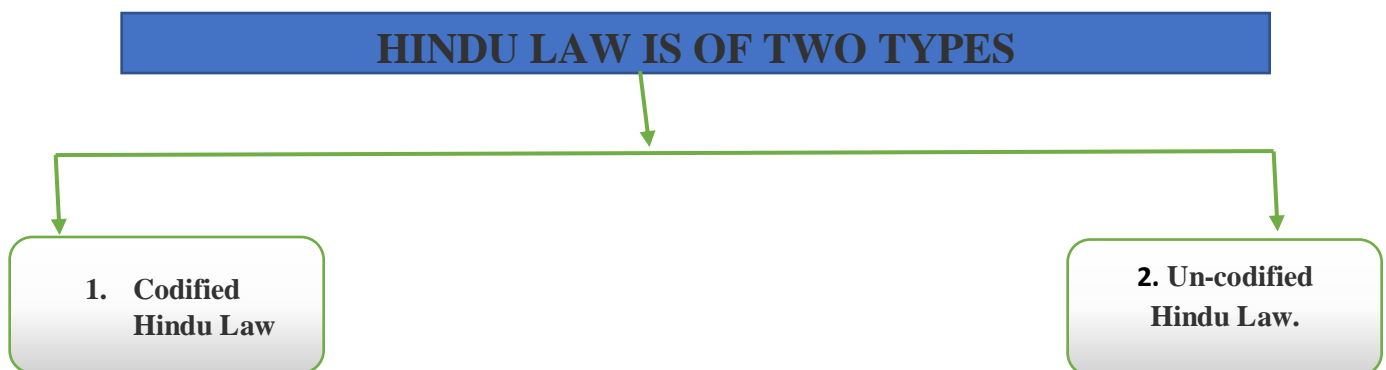 HINDU LAW IS OF TWO TYPES
1. Codified
Hindu Law
2. Un-codified
Hindu Law.